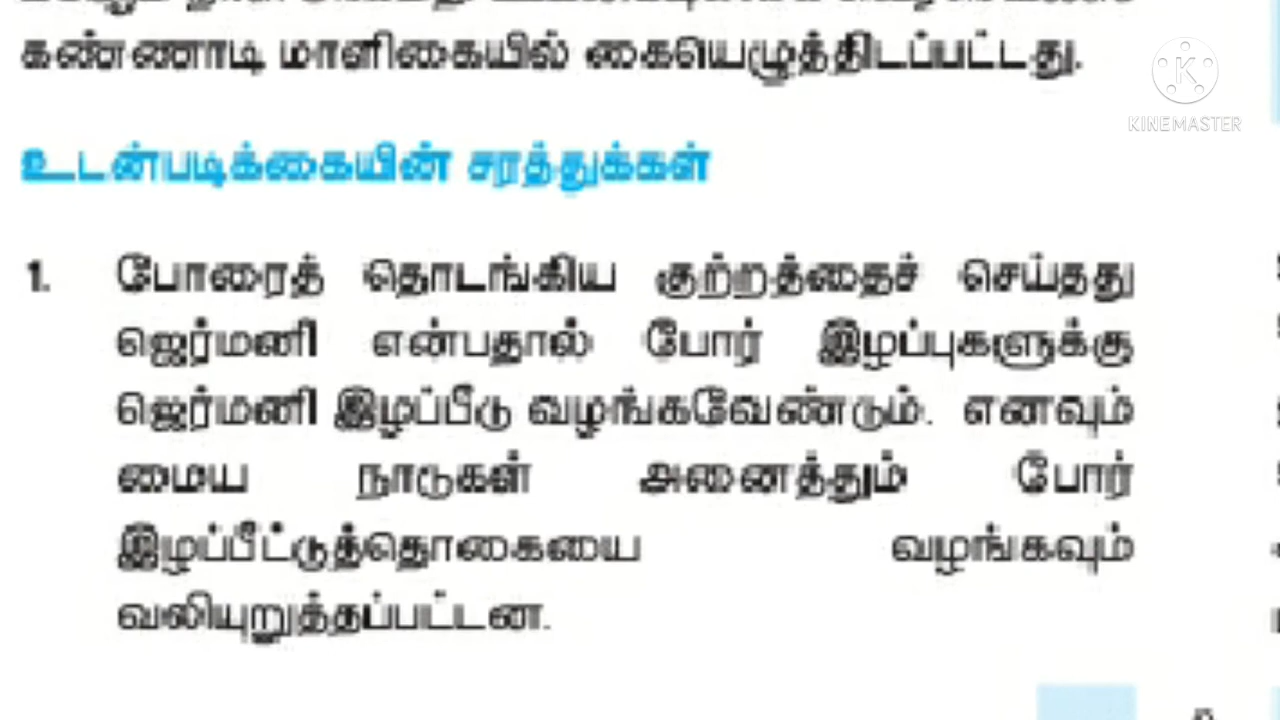 கண்ணாடி மாளிகையில் கையெழுத்திடப்பட்டது.
KINEMASTER
உடன்படிக்கையின் சரத்துக்கள்
1. போரைத் தொடங்கிய குற்றத்தைச் செய்தது
ஜெர்மனி என்பதால் போர் இழப்புகளுக்கு
ஜெர்மனி இழப்பீடு வழங்கவேண்டும். எனவும்
மைய நாடுகள் அனைத்தும் போர்
இழப்பீட்டுத்தொகையை வழங்கவும்
வலியுறுத்தப்பட்டன.